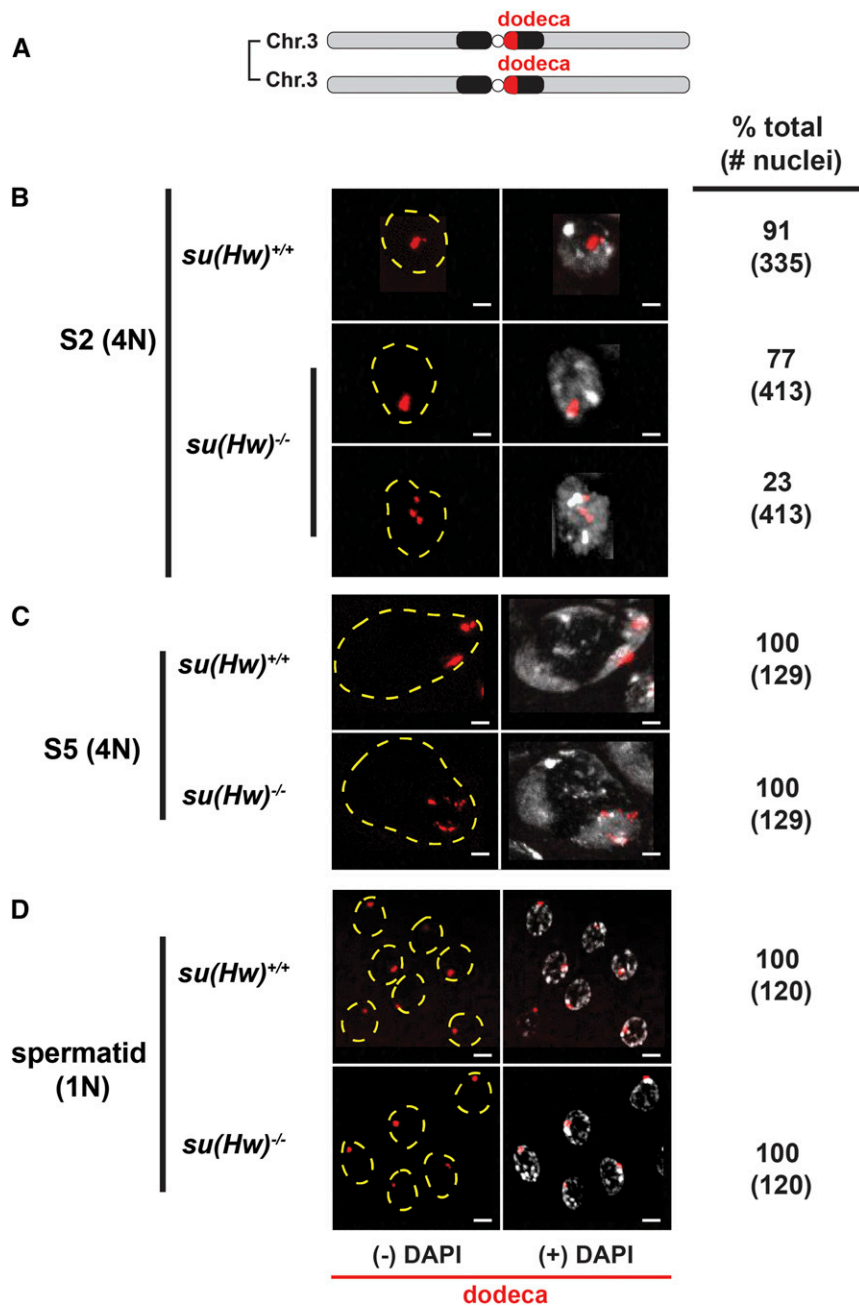 A
dodeca
Chr.3
dodeca
Chr.3
% total
(# nuclei)
B
S2 (4N)
su(Hw)+/+
91
(335)
su(Hw)-/-
77
(413)
23
(413)
C
S5 (4N)
su(Hw)+/+
100
(129)
su(Hw)-/-
100
(129)
D
spermatid
(1N)
su(Hw)+/+
100
(120)
su(Hw)-/-
100
(120)
(-) DAPI
(+) DAPI
dodeca